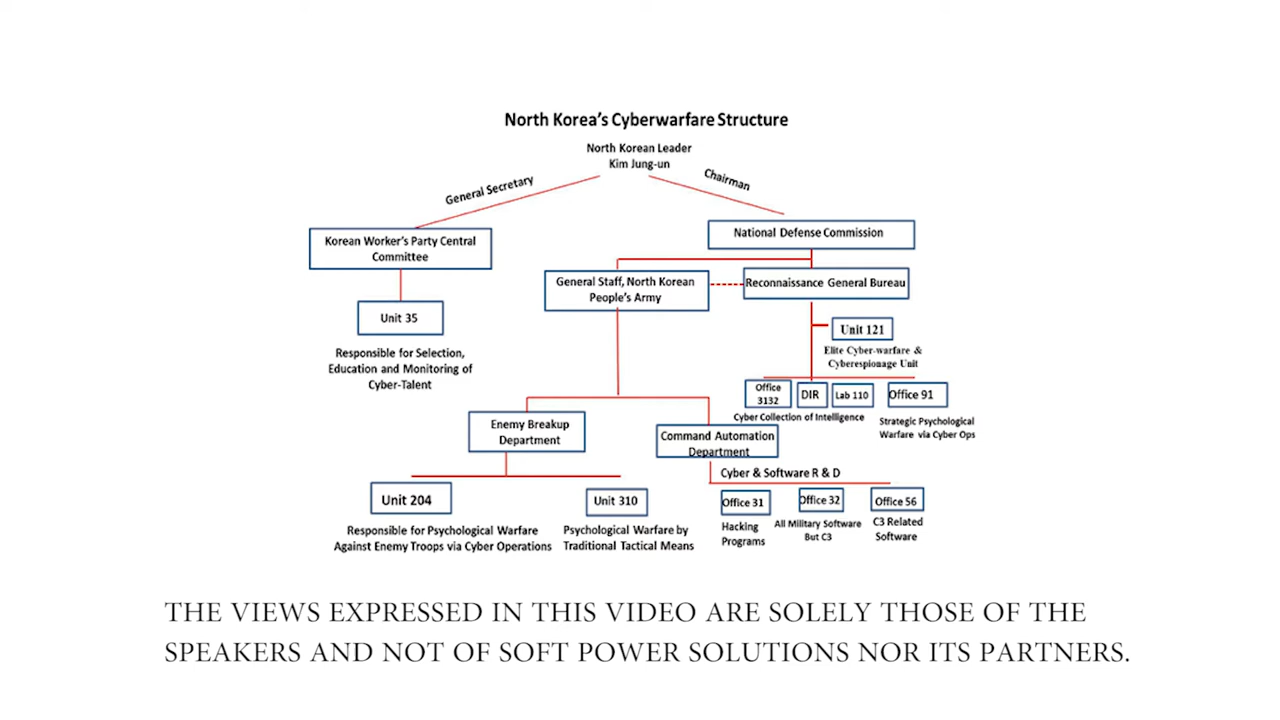 North Korea's Cyberwarfare Structure
North Korean Leader
Kim Jung-un
General Secretary
Chairman
Korean Worker's Party Central
Committee
National Defense Commission
General Staff, North Korean
People's Army
Reconnaissance General Bureau
Unit 35
Responsible for Selection,
Education and Monitoring of
Cyber-Talent
Unit 121
Elite Cyber-warfare &
Cyberespionage Unit
Office
3132
DIR
Lab 110
Office 91
Cyber Collection of Intelligence
Strategic Psychological
Warfare via Cyber Ops
Enemy Breakup
Department
Command Automation
Department
Cyber & Software R & D
Unit 204
Responsible for Psychological Warfare
Against Enemy Troops via Cyber Operations
Unit 310
Psychological Warfare by
Traditional Tactical Means
Office 31
Hacking
Programs
Office 32
All Military Software
But C3
Office 56
C3 Related
Software
THE VIEWS EXPRESSED IN THIS VIDEO ARE SOLELY THOSE OF THE
SPEAKERS AND NOT OF SOFT POWER SOLUTIONS NOR ITS PARTNERS.